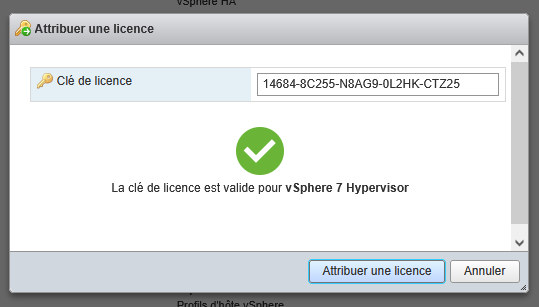 vSphere HA
Attribuer une licence
Clé de licence
14684-8C255-N8AG9-0L2HK-CTZ25
La clé de licence est valide pour vSphere 7 Hypervisor
Attribuer une licence
Annuler
Profils d'hôte vSphere